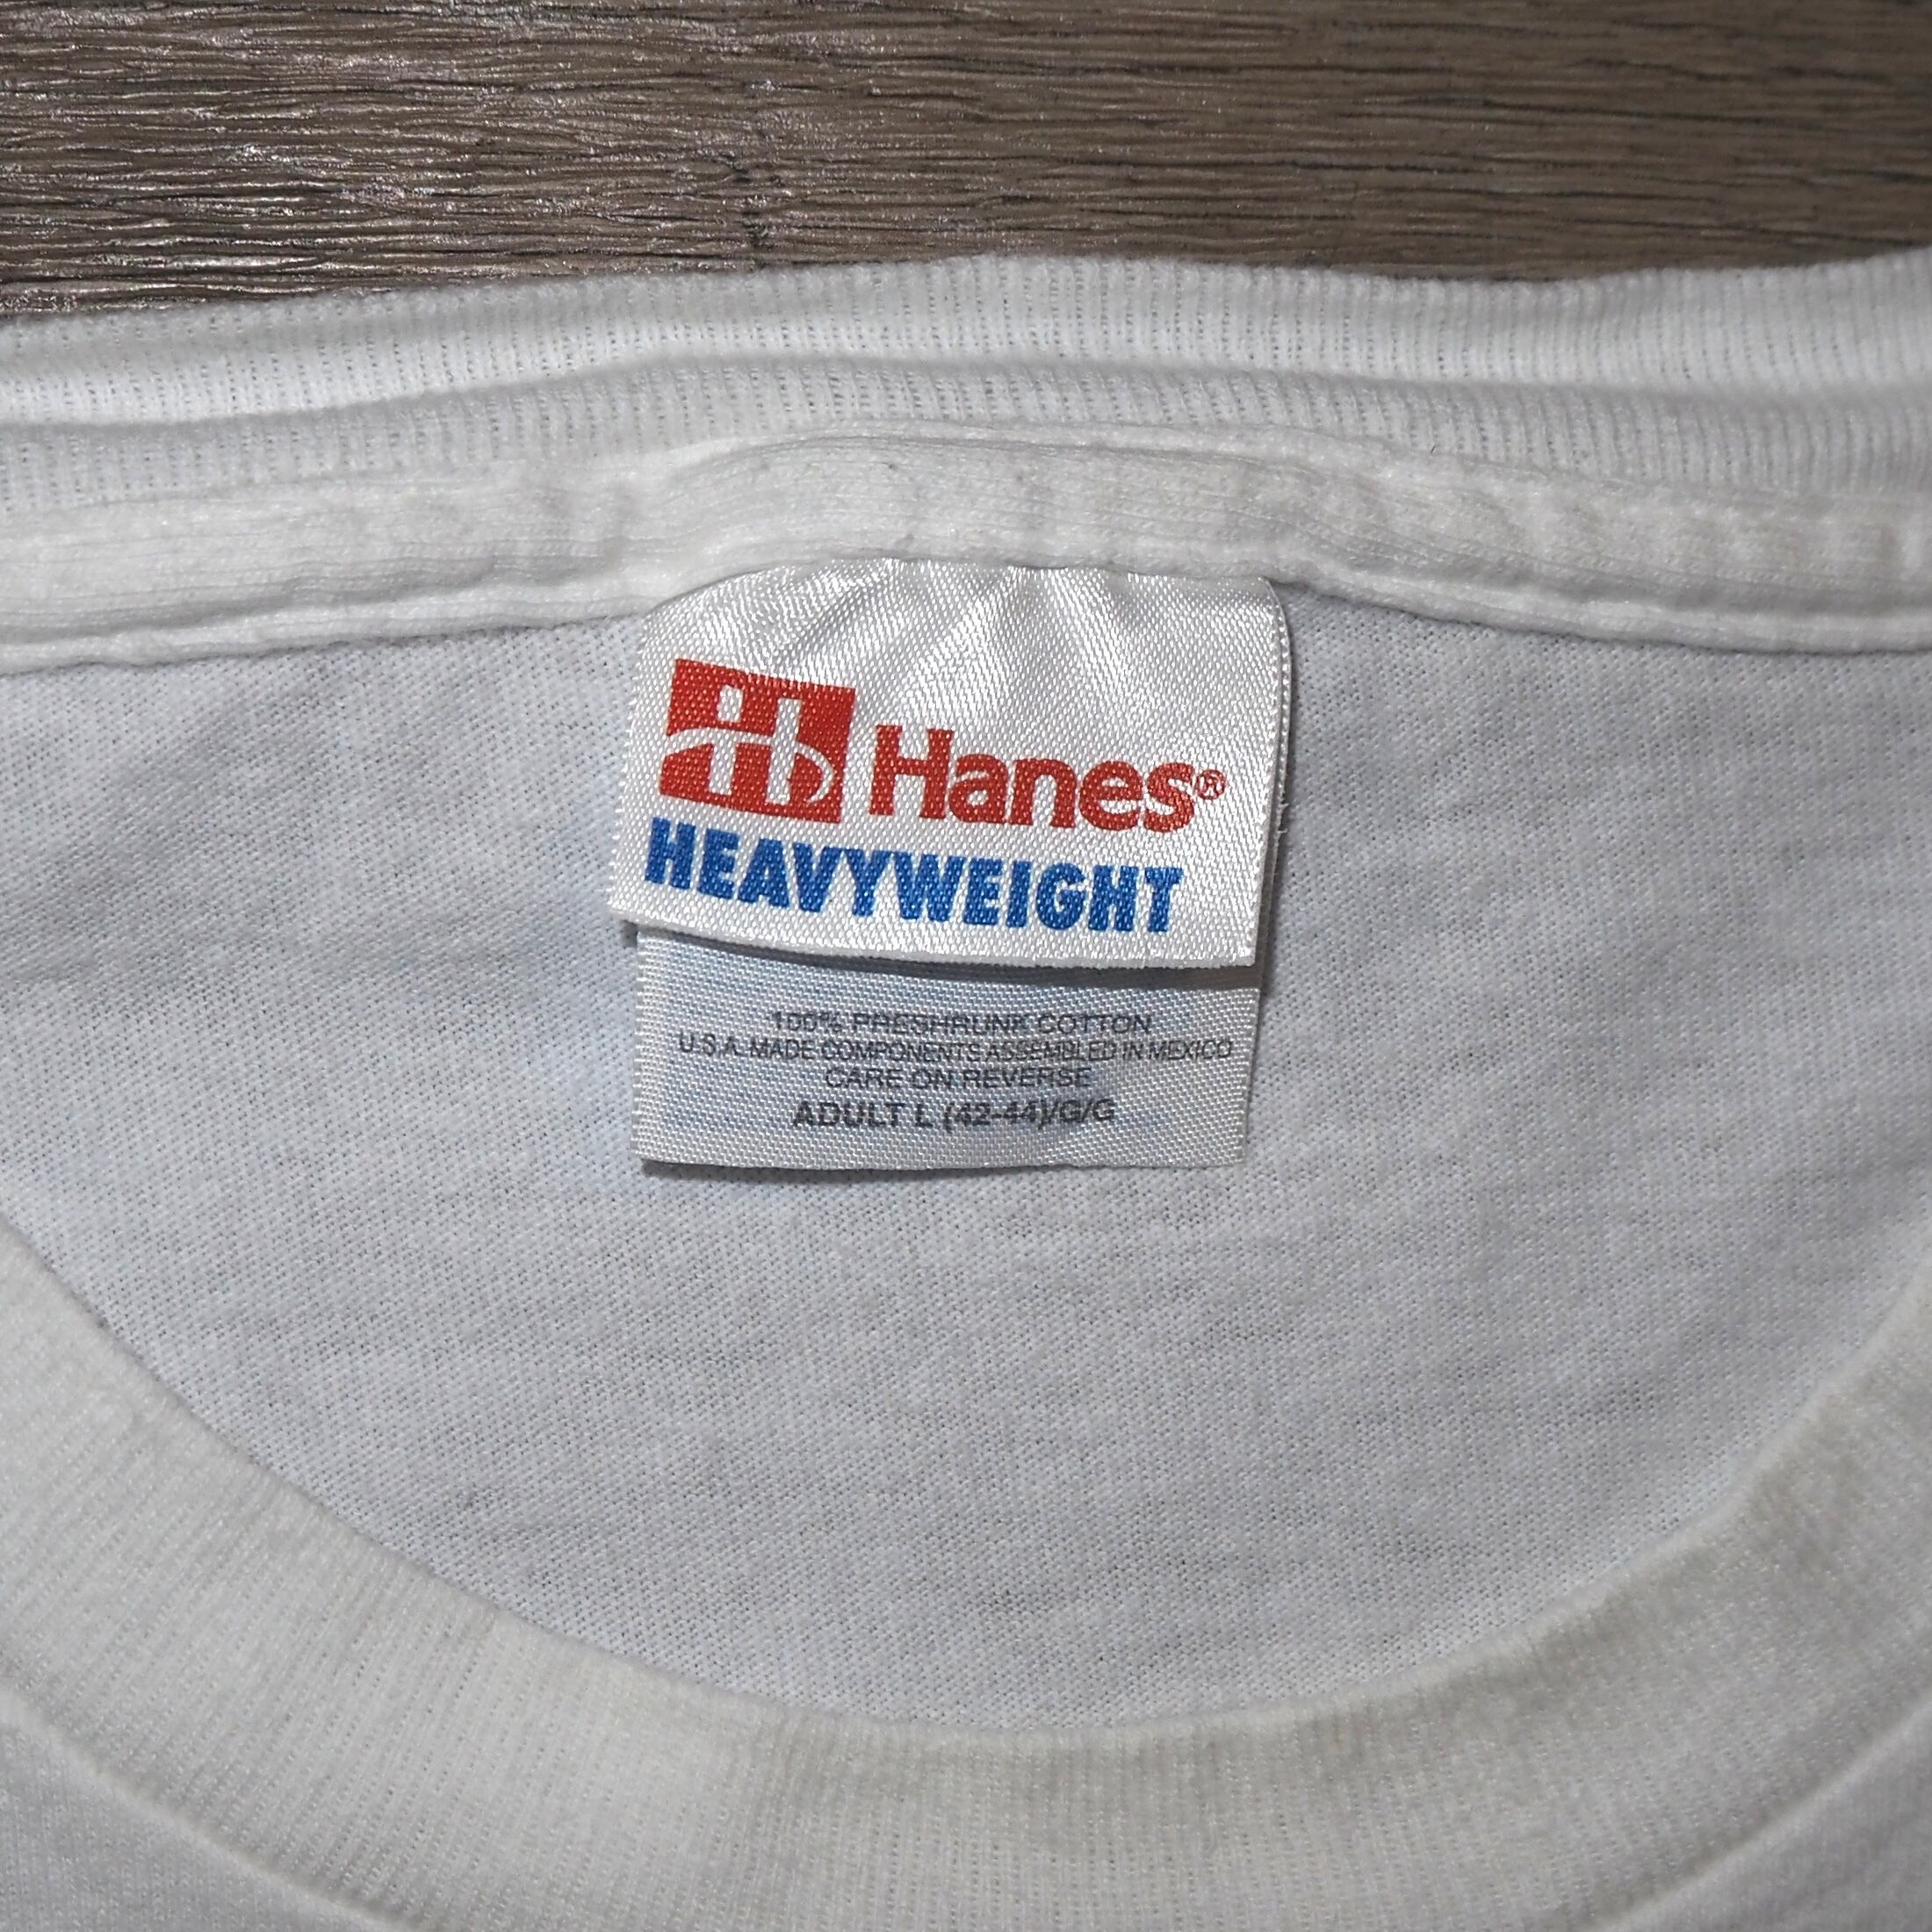 Hanes®
HEAVYWEIGHT
100% PRESHRUNK COTTON
U.S.A. MADE COMPONENTS ASSEMBLED IN MEXICO
CARE ON REVERSE
ADULT L (42-44)/G/G